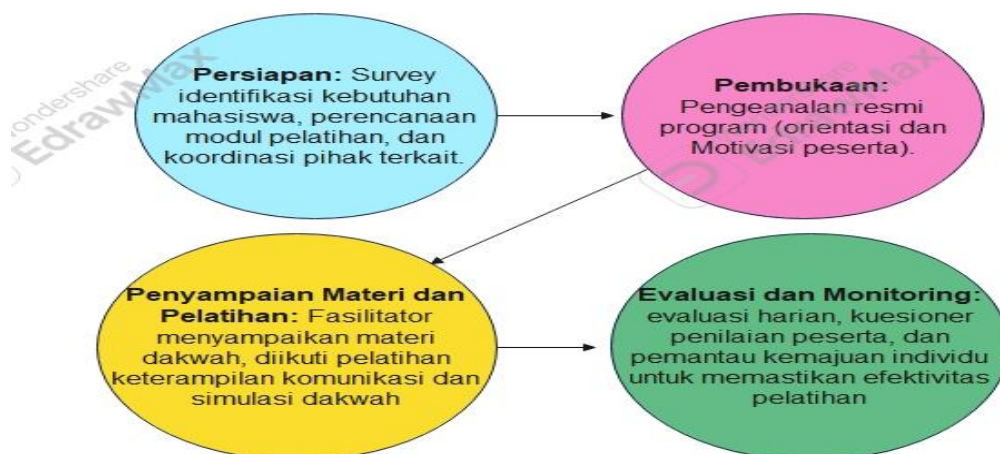 Persiapan: Survey
identifikasi kebutuhan
mahasiswa, perencanaan
modul pelatihan, dan
koordinasi pihak terkait.
Pembukaan:
Pengeanalan resmi
program (orientasi dan
Motivasi peserta).
Penyampaian Materi dan
Pelatihan: Fasilitator
menyampaikan materi
dakwah, diikuti pelatihan
keterampilan komunikasi dan
simulasi dakwah
Evaluasi dan Monitoring:
evaluasi harian, kuesioner
penilaian peserta, dan
pemantau kemajuan individu
untuk memastikan efektivitas
pelatihan
ondershare
EdrawMax